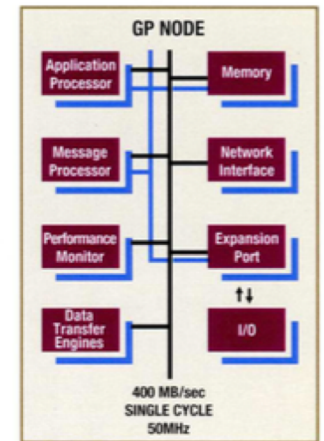 GP NODE
Application
Processor
Memory
Message
Processor
Network
Interface
Performance
Monitor
Expansion
Port
Data
Transfer
Engines
I/O
400 MB/sec
SINGLE CYCLE
50MHz